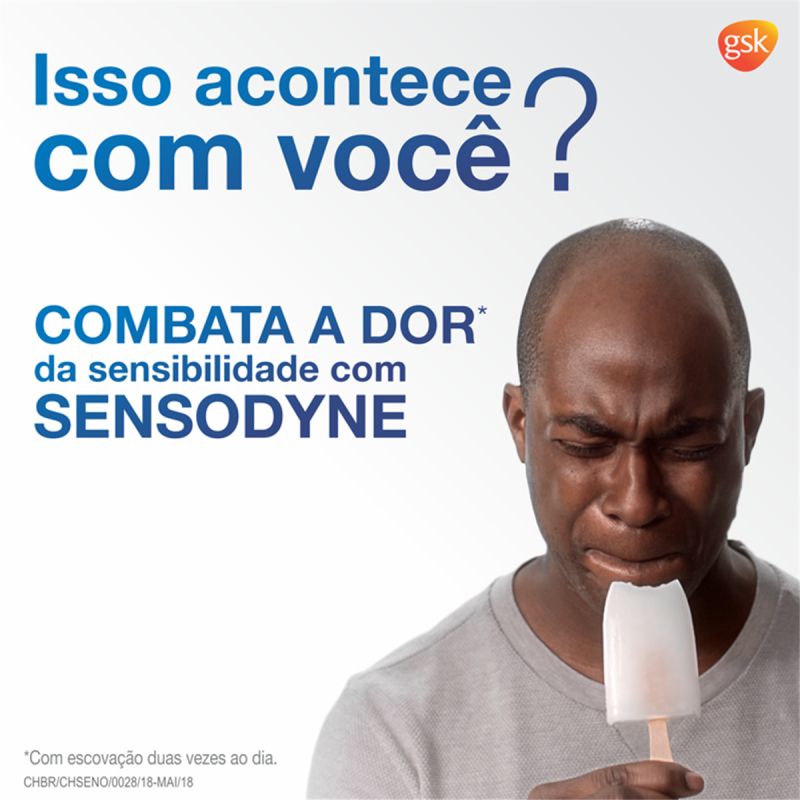 gsk
Isso acontece
com você?
COMBATA A DOR*
da sensibilidade com
SENSODYNE
*Com escovação duas vezes ao dia.
CHBR/CHSENO/0028/18-MAI/18